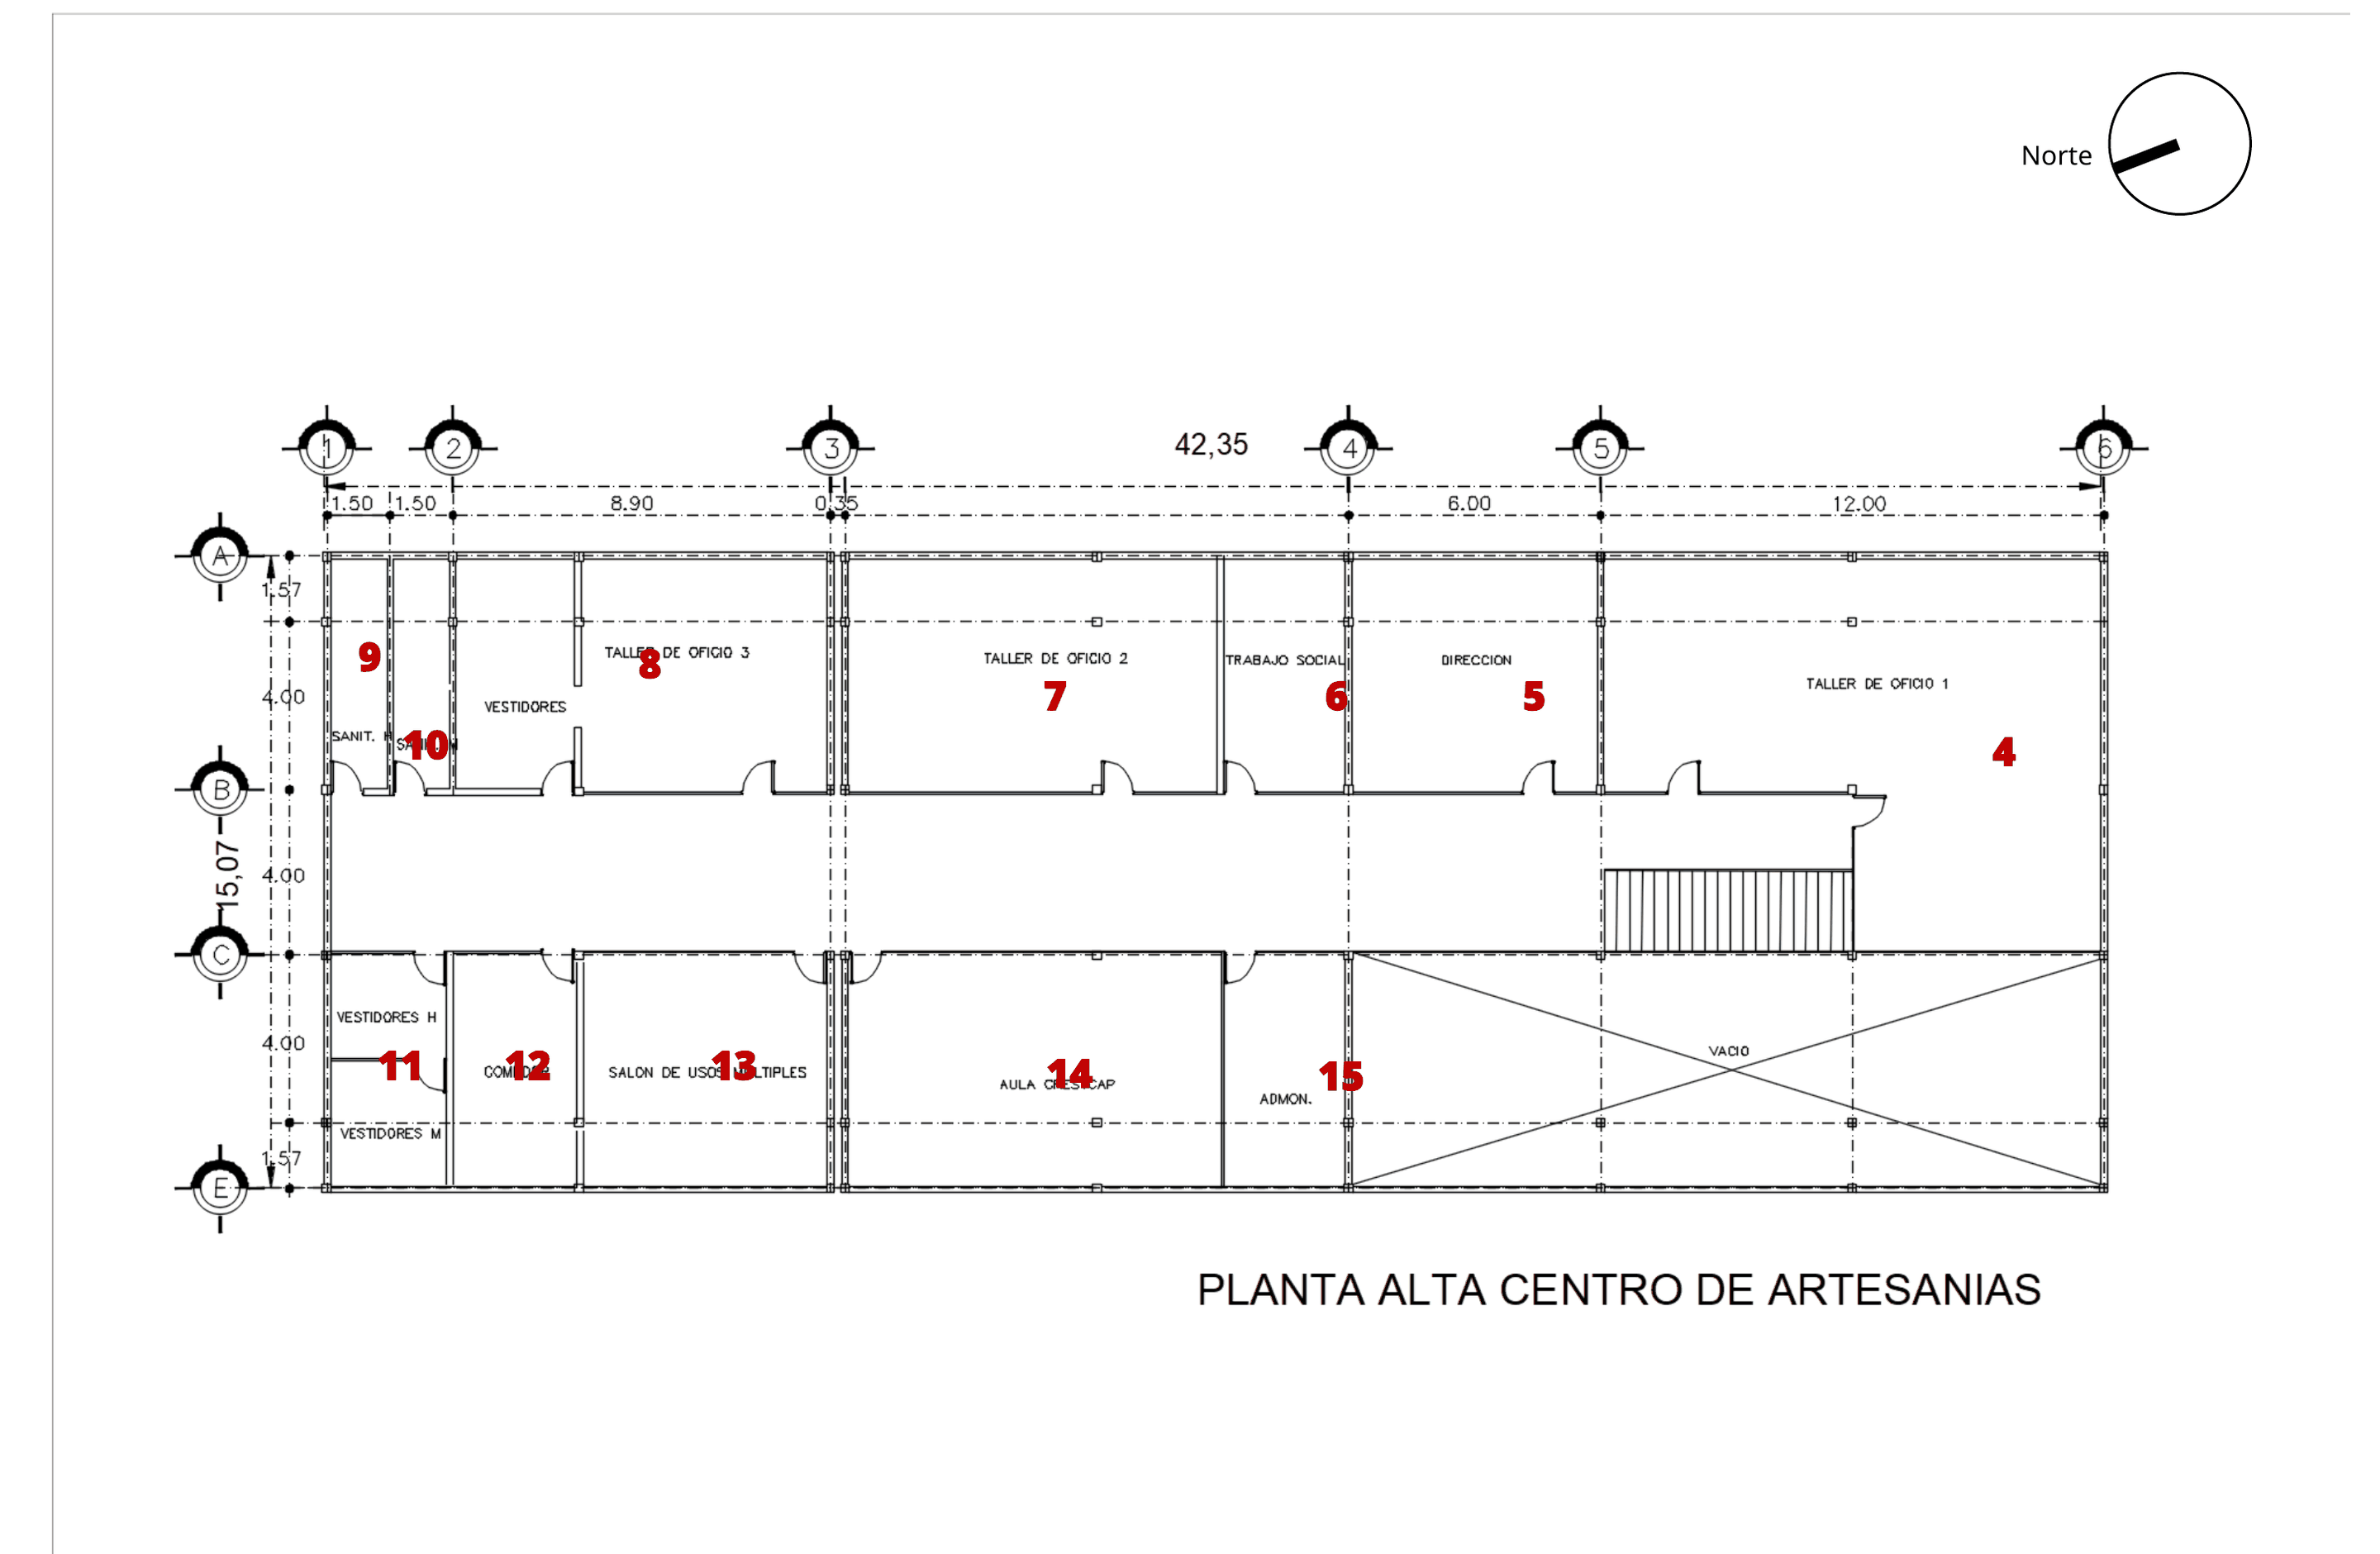 Norte
1 2 3 42,35 4 5 6
1.50 1.50 8.90 0.35 6.00 12.00
A
1.57
TALLER DE OFICIO 3
8
9
TALLER DE OFICIO 2
7
TRABAJO SOCIAL
6
DIRECCION
5
TALLER DE OFICIO 1
4
4.00
VESTIDORES
SANIT. H
10
B
15,07
4.00
C
VESTIDORES H
4.00
11
12
SALON DE USOS MULTIPLES
13
14
AULA
15
ADMON.
VACIO
VESTIDORES M
1.57
E
PLANTA ALTA CENTRO DE ARTESANIAS